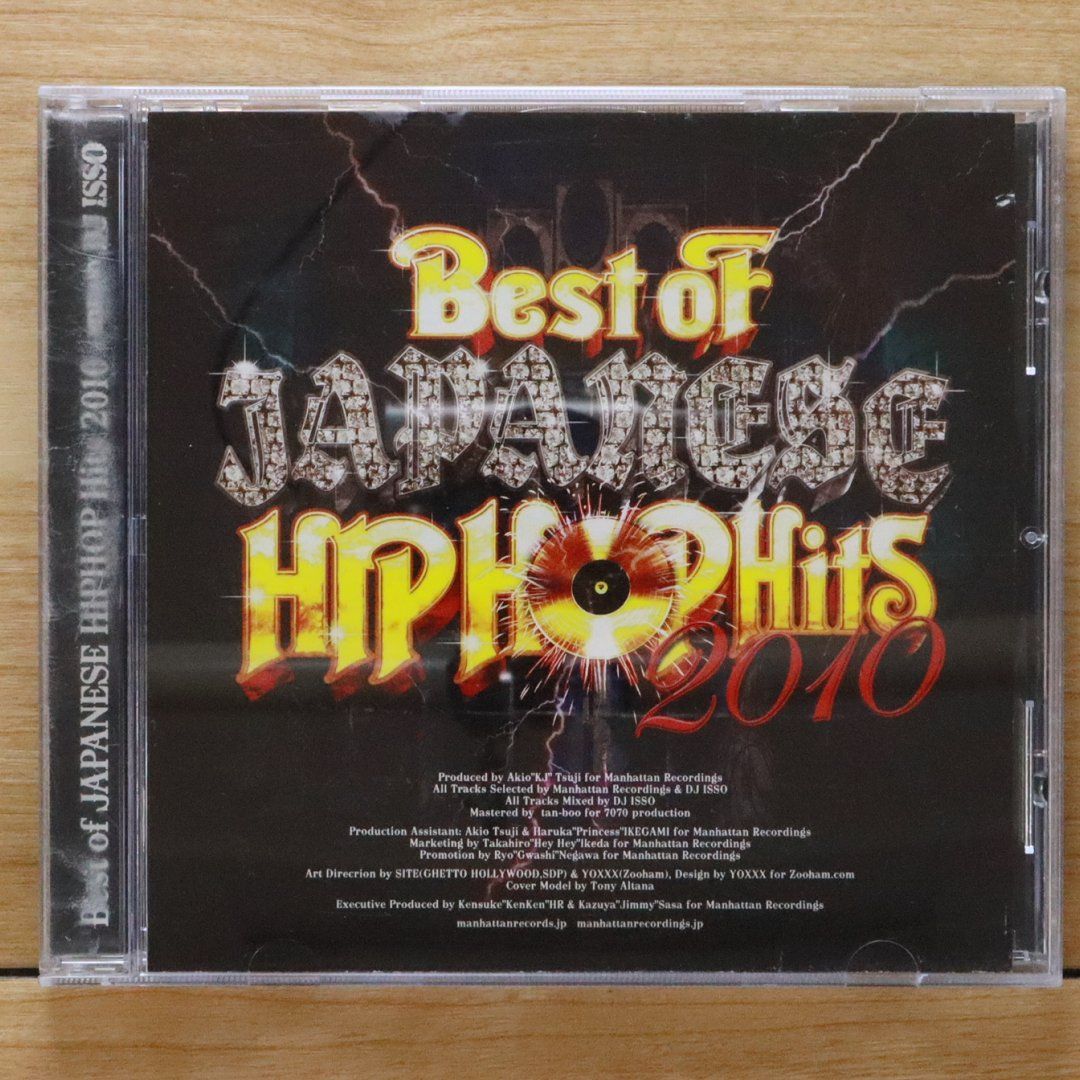 Best of JAPANESE HIPHOP Hits 2010
DJ ISSO
Best of
JAPANESE
HIPHOP Hits
2010
Produced by Akio"KJ" Tsuji for Manhattan Recordings
All Tracks Selected by Manhattan Recordings & DJ ISSO
All Tracks Mixed by DJ ISSO
Mastered by tan-boo for 7070 production
Production Assistant: Akio Tsuji & Haruka"Princess"IKEGAMI for Manhattan Recordings
Marketing by Takahiro"Hey Hey"Ikeda for Manhattan Recordings
Promotion by Ryo"Gwashi"Negawa for Manhattan Recordings
Art Direcrion by SITE(GHETTO HOLLYWOOD,SDP) & YOXXX(Zooham), Design by YOXXX for Zooham.com
Cover Model by Tony Altana
Executive Produced by Kensuke"KenKen"HR & Kazuya"Jimmy"Sasa for Manhattan Recordings
manhattanrecords.jp manhattanrecordings.jp